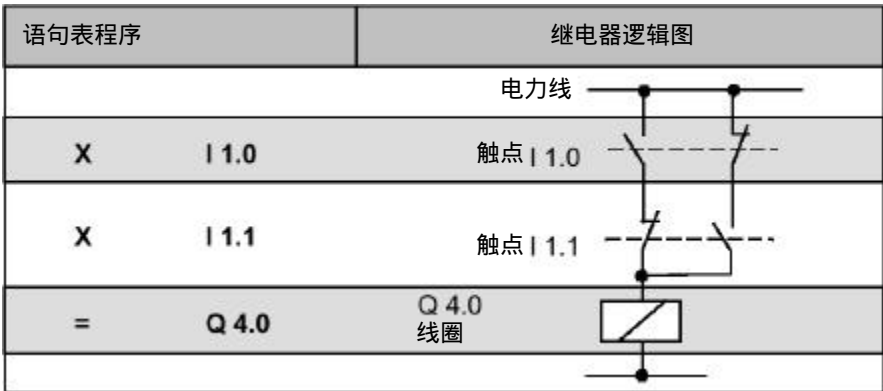 语句表程序 继电器逻辑图
电力线
X I 1.0 触点 I 1.0
X I 1.1 触点 I 1.1
= Q 4.0 Q 4.0
线圈